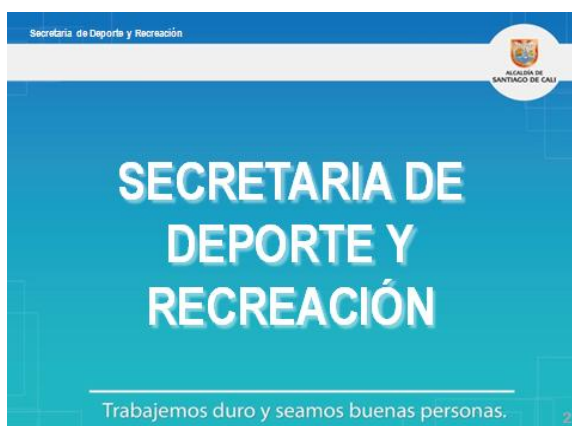 Secretaria de Deporte y Recreación
ALCALDÍA DE
SANTIAGO DE CALI
SECRETARIA DE
DEPORTE Y
RECREACIÓN
Trabajemos duro y seamos buenas personas.
2